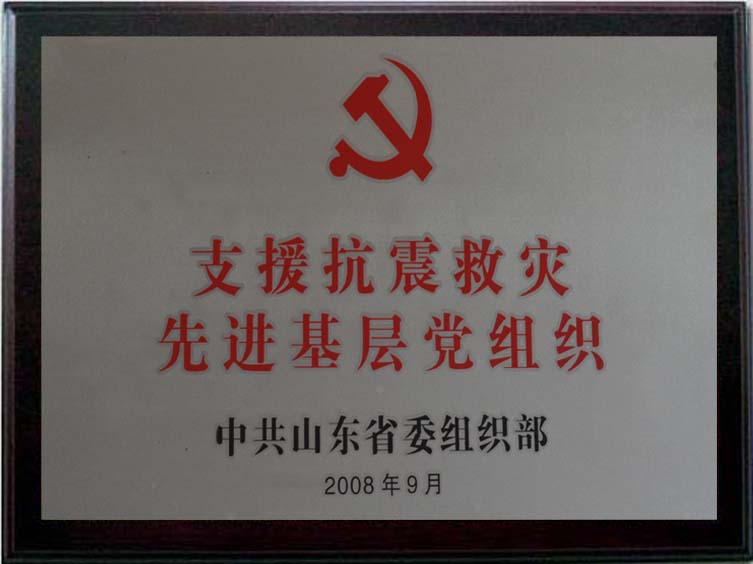 支援抗震救灾
先进基层党组织
中共山东省委组织部
2008年9月